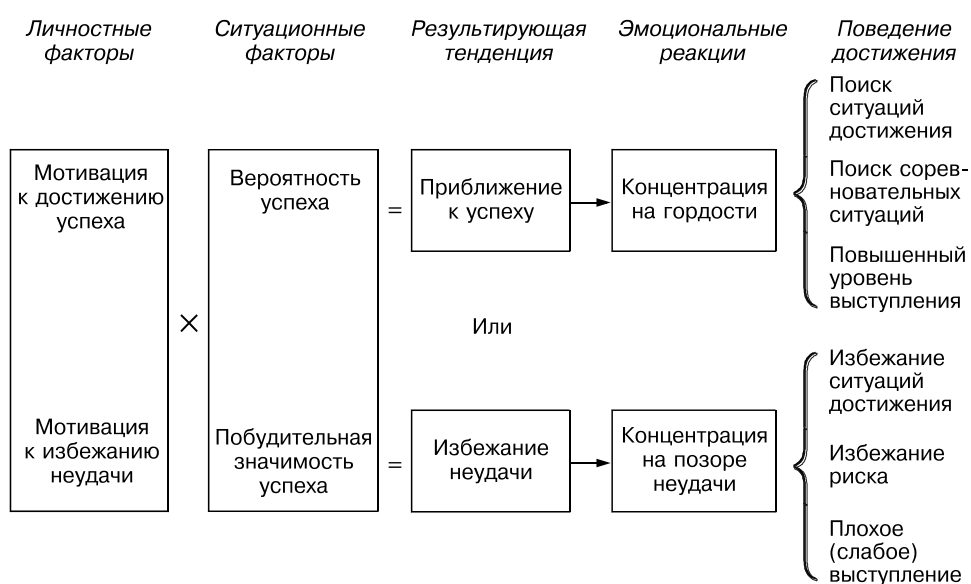 Личностные
факторы
Ситуационные
факторы
Результирующая
тенденция
Эмоциональные
реакции
Поведение
достижения
Мотивация
к достижению
успеха
Мотивация
к избежанию
неудачи
×
Вероятность
успеха
Побудительная
значимость
успеха
=
Приближение
к успеху
Концентрация
на гордости
Поиск
ситуаций
достижения
Поиск сорев-
новательных
ситуаций
Повышенный
уровень
выступления
Или
=
Избежание
неудачи
Концентрация
на позоре
неудачи
Избежание
ситуаций
достижения
Избежание
риска
Плохое
(слабое)
выступление